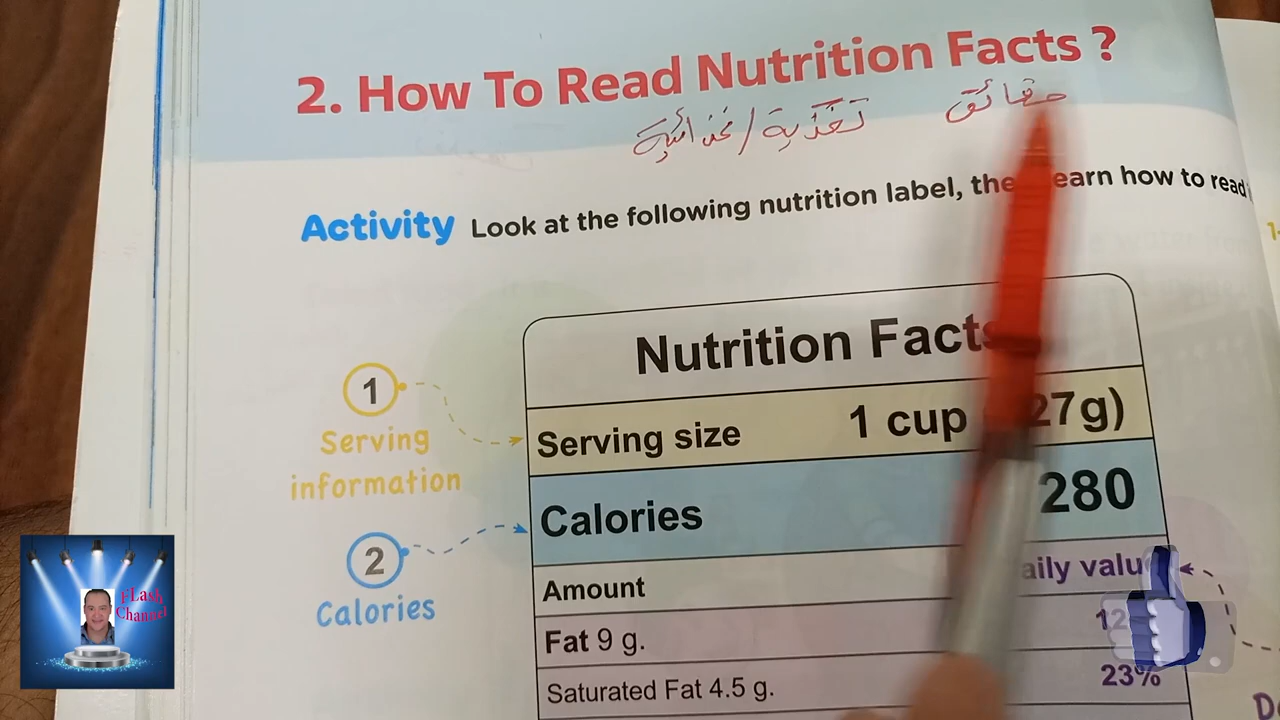 2. How To Read Nutrition Facts ?
حقائق
تغذية / غذائية
Activity Look at the following nutrition label, the earn how to read
Nutrition Facts
1
Serving
information
Serving size 1 cup 27g)
2
Calories
Calories 280
Amount aily valu
Fat 9 g. 12
Saturated Fat 4.5 g. 23%
FLash
Channel